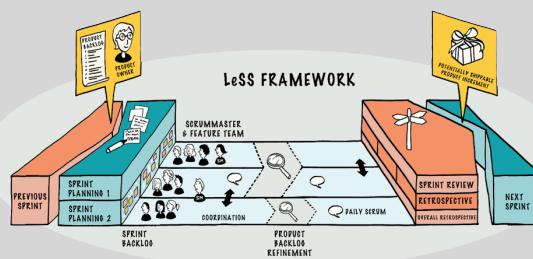 PRODUCT
BACKLOG
PRODUCT
OWNER
POTENTIALLY SHIPPABLE
PRODUCT INCREMENT
LeSS FRAMEWORK
SCRUMMASTER
& FEATURE TEAM
SPRINT
PLANNING 1
SPRINT
PLANNING 2
PREVIOUS
SPRINT
SM
SM
COORDINATION
DAILY SCRUM
SPRINT REVIEW
RETROSPECTIVE
OVERALL RETROSPECTIVE
NEXT
SPRINT
SPRINT
BACKLOG
PRODUCT
BACKLOG
REFINEMENT